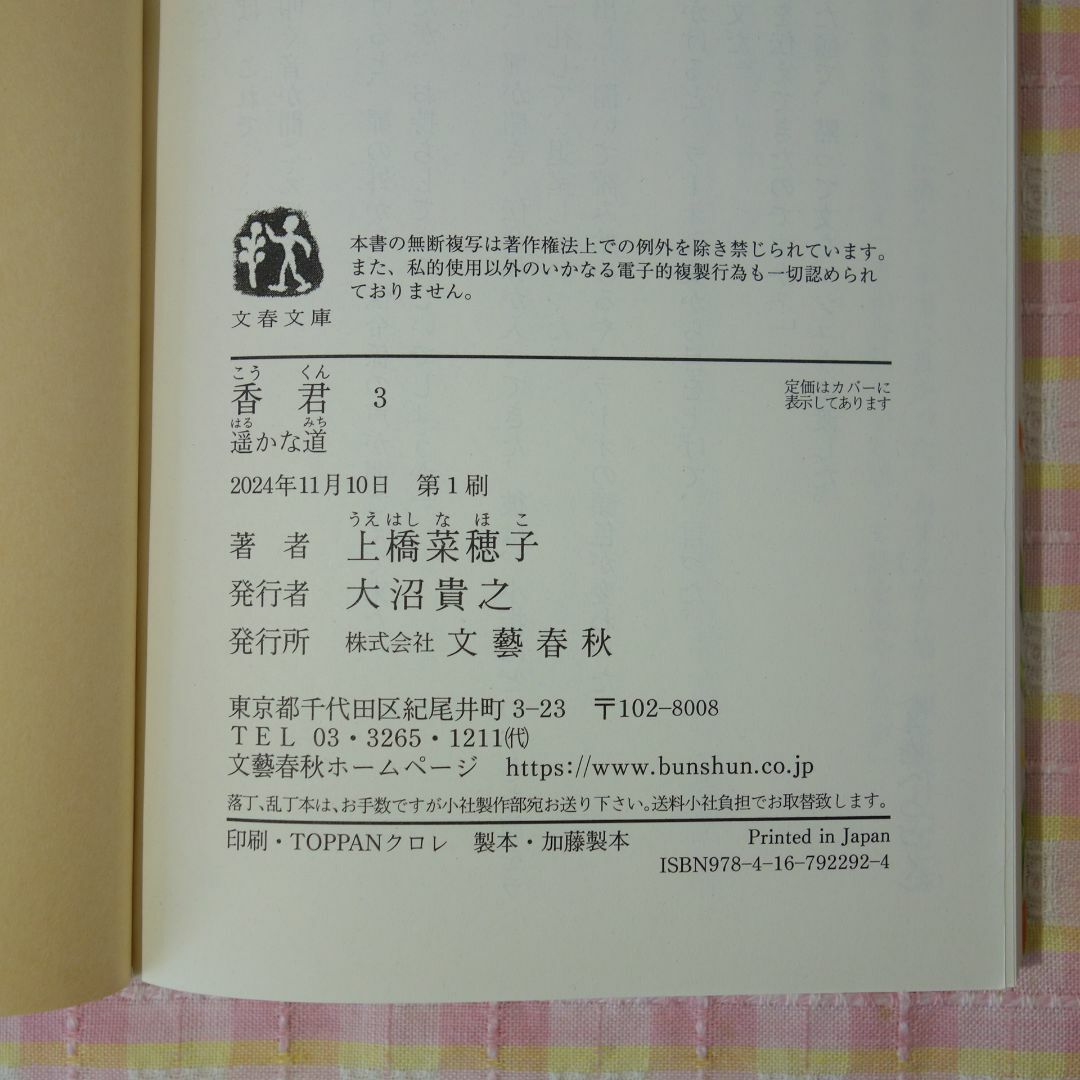 本書の無断複写は著作権法上での例外を除き禁じられています。
また、私的使用以外のいかなる電子的複製行為も一切認められ
ておりません。
文春文庫
こう くん
香君 3
はる みち
遥かな道
定価はカバーに
表示してあります
2024年11月10日 第1刷
うえはしなほこ
著者 上橋菜穂子
発行者 大沼貴之
発行所 株式会社 文藝春秋
東京都千代田区紀尾井町 3-23 〒102-8008
TEL 03・3265・1211㈹
文藝春秋ホームページ https://www.bunshun.co.jp
落丁、乱丁本は、お手数ですが小社製作部宛お送り下さい。送料小社負担でお取替致します。
印刷・TOPPANクロレ 製本・加藤製本
Printed in Japan
ISBN978-4-16-792292-4